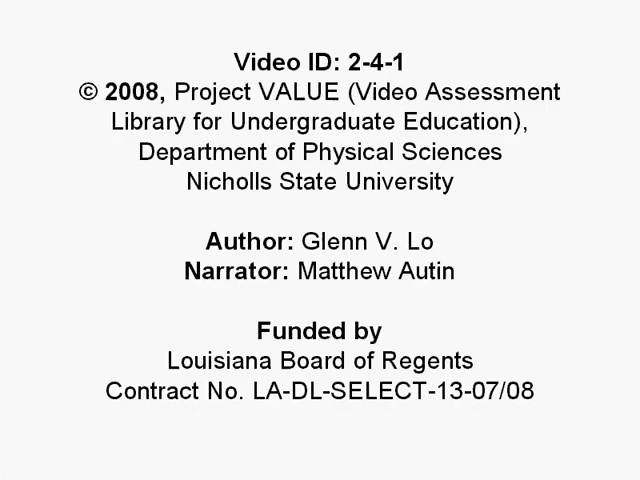 Video ID: 2-4-1
© 2008, Project VALUE (Video Assessment
Library for Undergraduate Education),
Department of Physical Sciences
Nicholls State University
Author: Glenn V. Lo
Narrator: Matthew Autin
Funded by
Louisiana Board of Regents
Contract No. LA-DL-SELECT-13-07/08